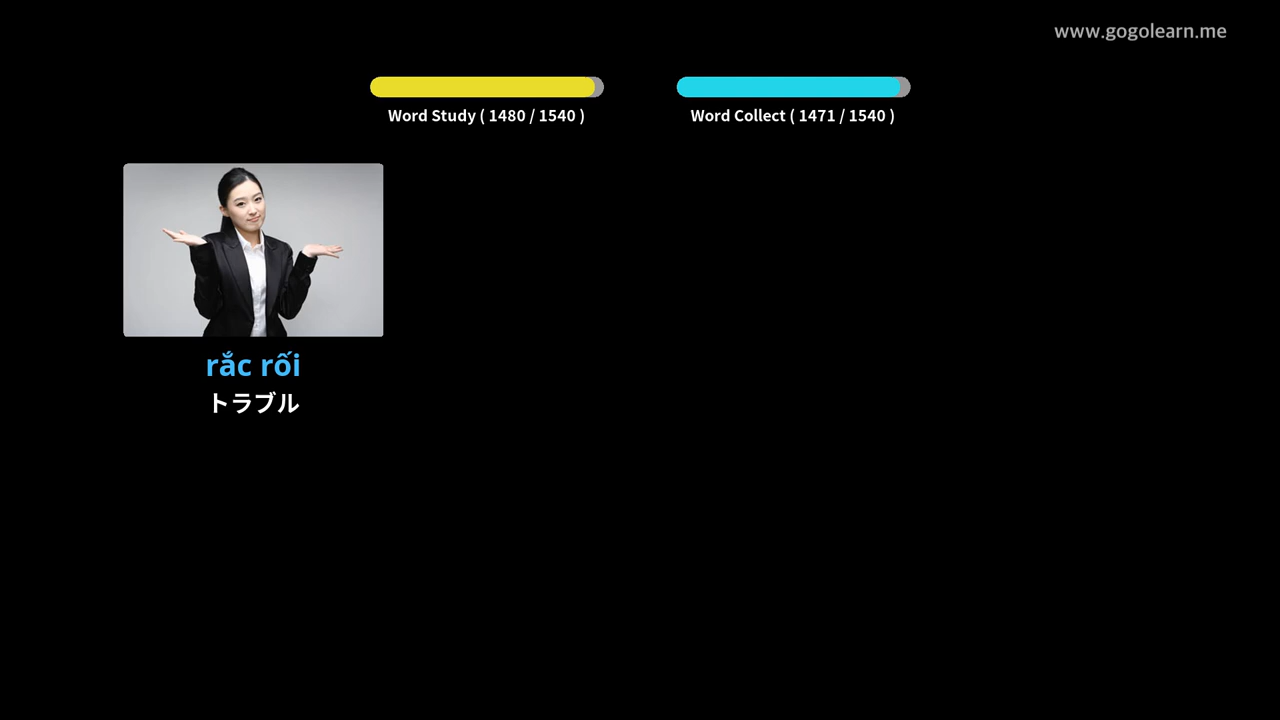 www.gogolearn.me
Word Study ( 1480 / 1540 )
Word Collect ( 1471 / 1540 )
rắc rối
トラブル